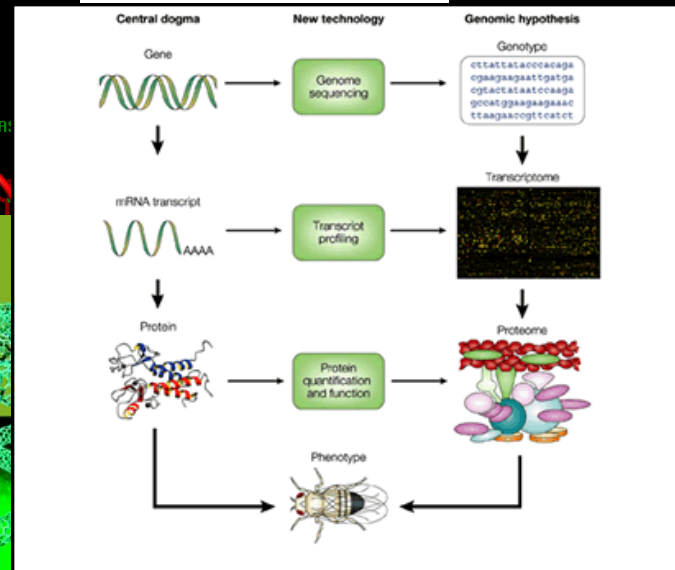 Central dogma New technology Genomic hypothesis
Gene
Genotype
Genome
sequencing
cttattatacccacaga
cgaagaagaattgatga
cgtactataatccaaga
gccatggaagaagaaac
ttaagaaccgttcatct
Transcriptome
mRNA transcript
AAAA
Transcript
profiling
Protein
Proteome
Protein
quantification
and function
Phenotype